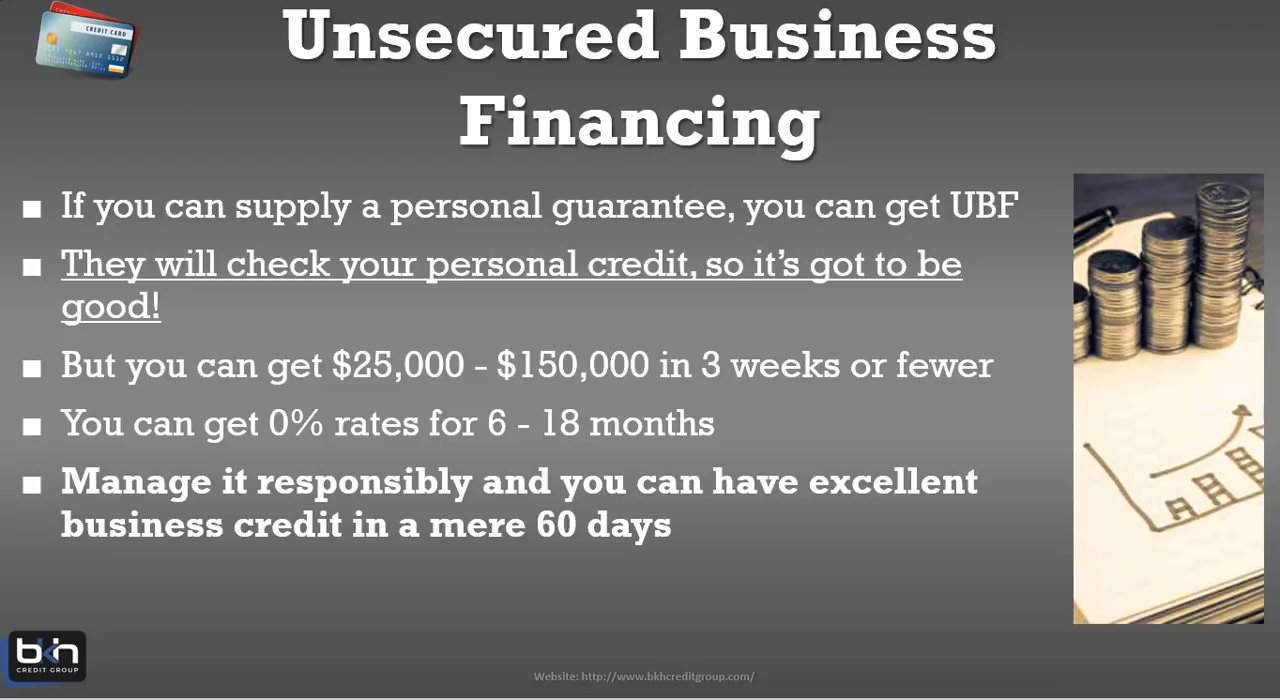 CREDIT CARD
Unsecured Business
Financing
■ If you can supply a personal guarantee, you can get UBF
■ They will check your personal credit, so it's got to be
good!
■ But you can get $25,000 - $150,000 in 3 weeks or fewer
■ You can get 0% rates for 6 - 18 months
■ Manage it responsibly and you can have excellent
business credit in a mere 60 days
bkh
CREDIT GROUP
Website: http://www.bkhcreditgroup.com/